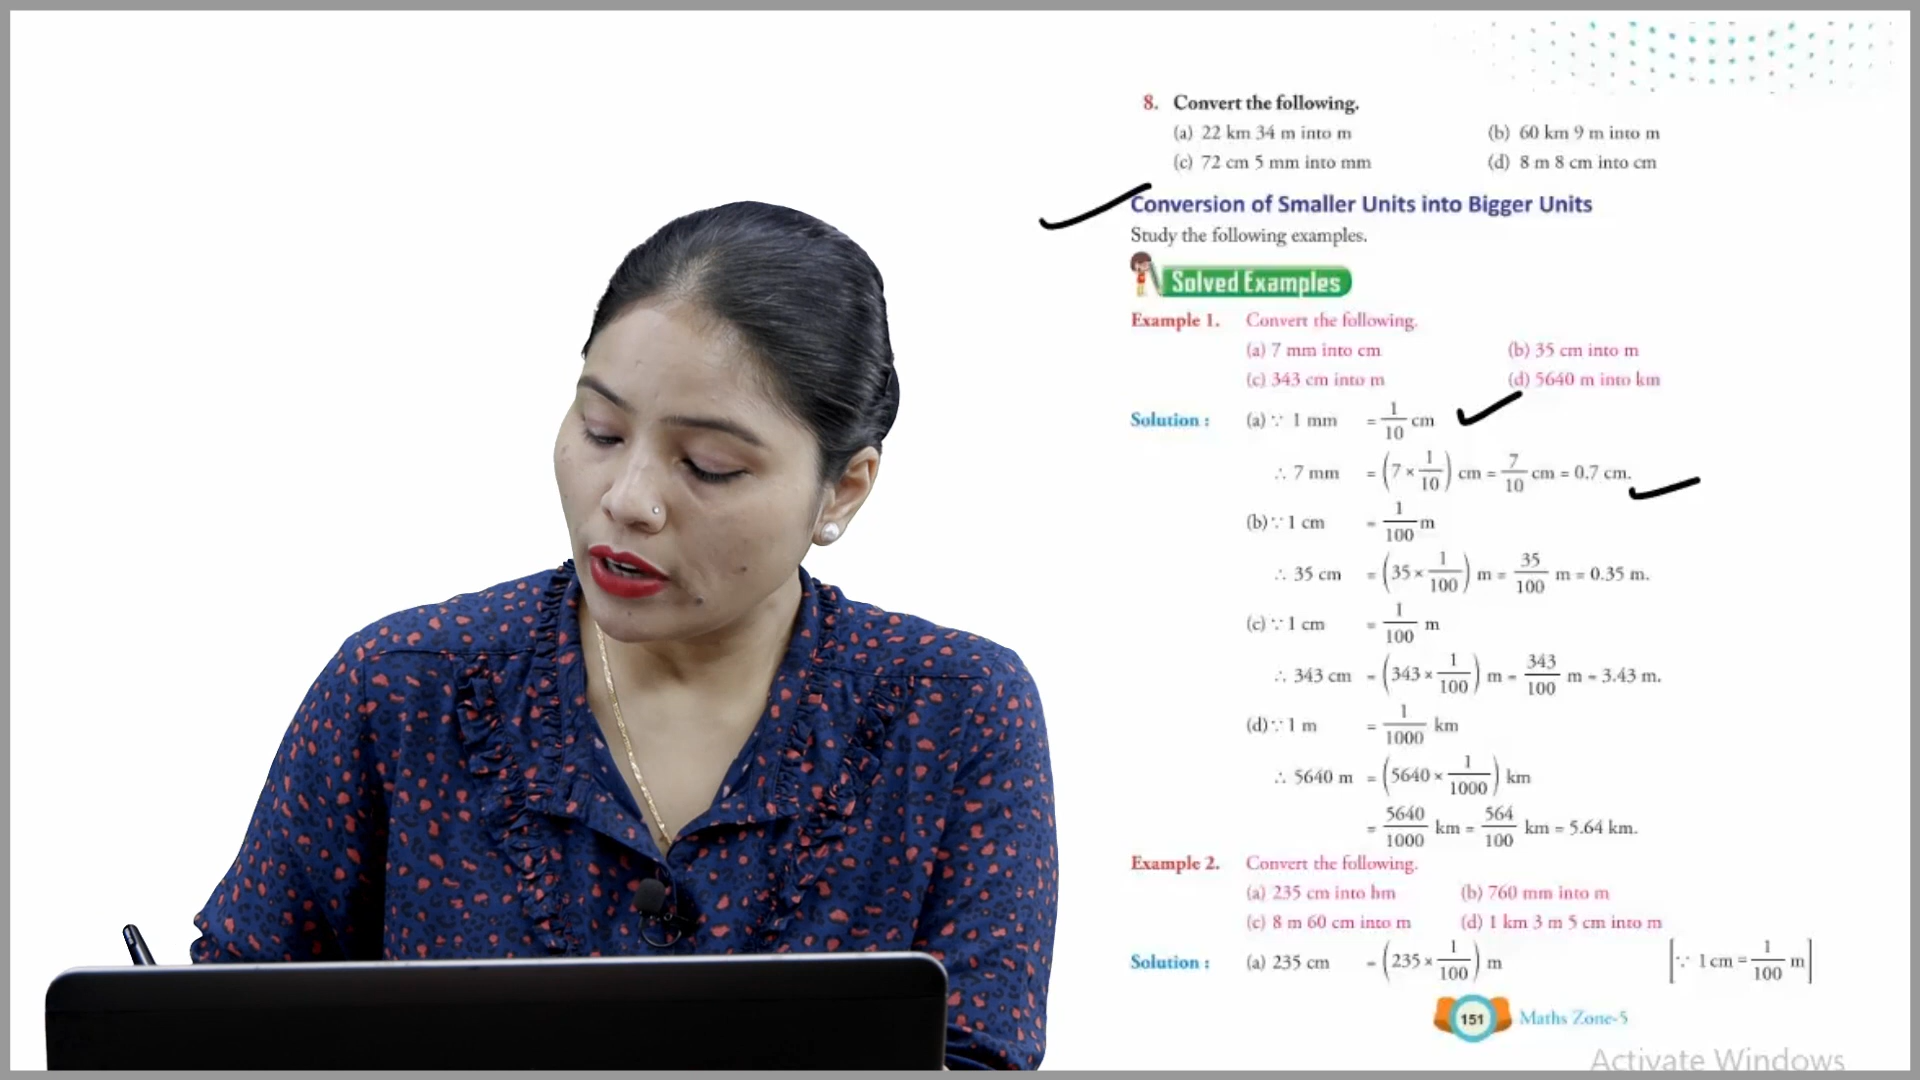 8. Convert the following.
(a) 22 km 34 m into m (b) 60 km 9 m into m
(c) 72 cm 5 mm into mm (d) 8 m 8 cm into cm
Conversion of Smaller Units into Bigger Units
Study the following examples.
Solved Examples
Example 1. Convert the following.
(a) 7 mm into cm (b) 35 cm into m
(c) 343 cm into m (d) 5640 m into km
Solution : (a) ∵ 1 mm = 1/10 cm
∴ 7 mm = (7 × 1/10) cm = 7/10 cm = 0.7 cm.
(b) ∵ 1 cm = 1/100 m
∴ 35 cm = (35 × 1/100) m = 35/100 m = 0.35 m.
(c) ∵ 1 cm = 1/100 m
∴ 343 cm = (343 × 1/100) m = 343/100 m = 3.43 m.
(d) ∵ 1 m = 1/1000 km
∴ 5640 m = (5640 × 1/1000) km
= 5640/1000 km = 564/100 km = 5.64 km.
Example 2. Convert the following.
(a) 235 cm into hm (b) 760 mm into m
(c) 8 m 60 cm into m (d) 1 km 3 m 5 cm into m
Solution : (a) 235 cm = (235 × 1/100) m [∵ 1 cm = 1/100 m]
151 Maths Zone-5
Activate Windows